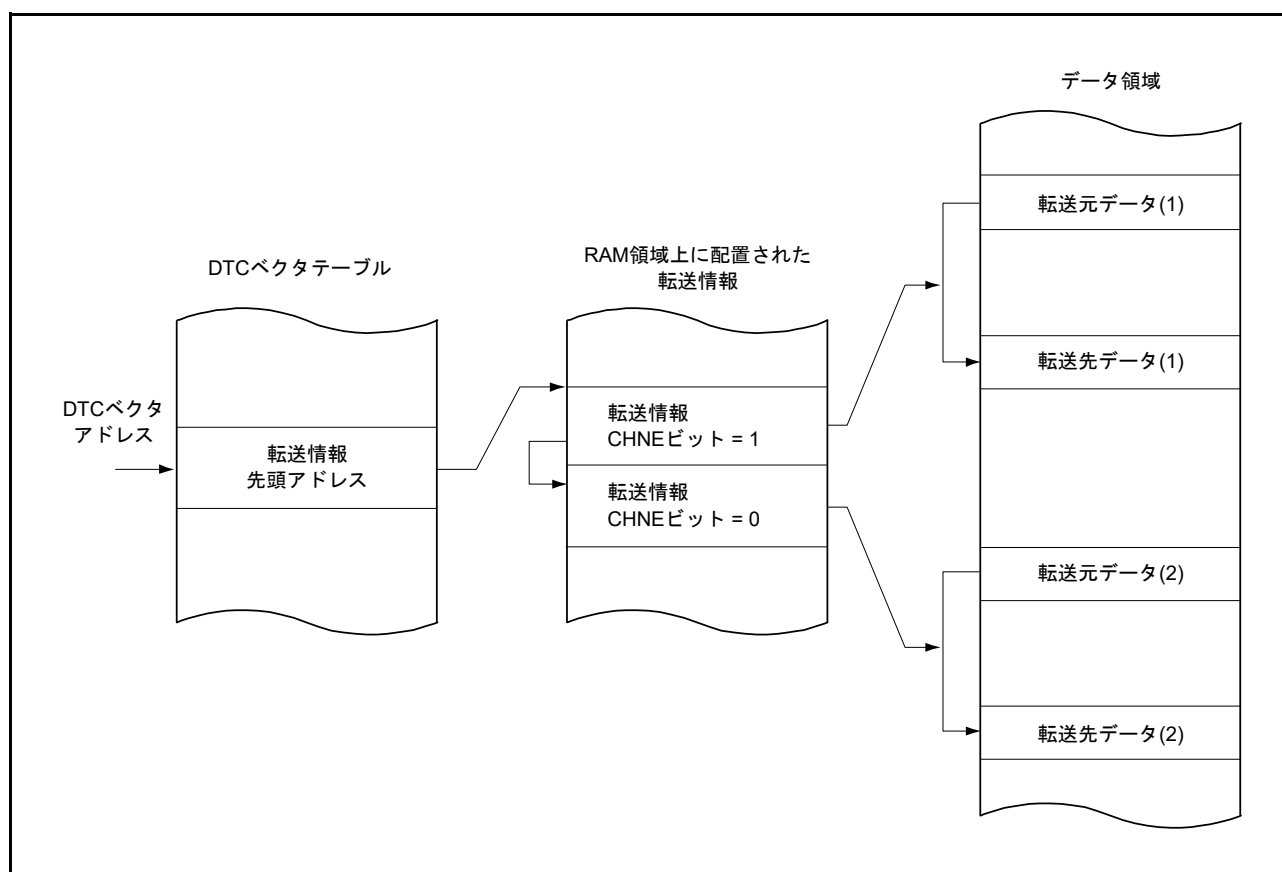 DTCベクタテーブル
DTCベクタ
アドレス
転送情報
先頭アドレス
RAM領域上に配置された
転送情報
転送情報
CHNEビット = 1
転送情報
CHNEビット = 0
データ領域
転送元データ(1)
転送先データ(1)
転送元データ(2)
転送先データ(2)